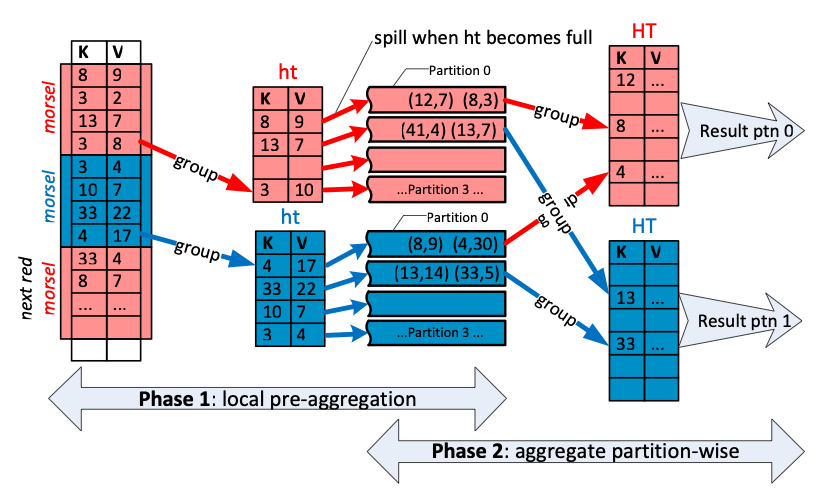 K V
8 9
3 2
13 7
3 8
3 4
10 7
33 22
4 17
33 4
8 7
... ...
morsel
morsel
next red
morsel
group
group
ht
K V
8 9
13 7
3 10
ht
K V
4 17
33 22
10 7
3 4
spill when ht becomes full
Partition 0
(12,7) (8,3)
(41,4) (13,7)
...Partition 3 ...
Partition 0
(8,9) (4,30)
(13,14) (33,5)
...Partition 3 ...
group
group
group
HT
K V
12 ...
8 ...
4 ...
HT
K V
13 ...
33 ...
Result ptn 0
Result ptn 1
Phase 1: local pre-aggregation
Phase 2: aggregate partition-wise